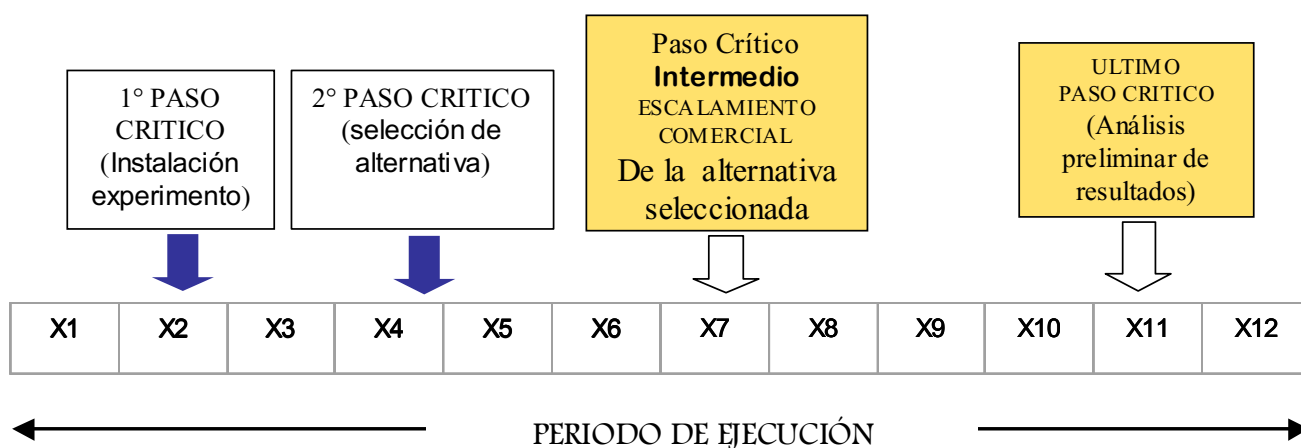 1° PASO
CRITICO
(Instalación
experimento)
2° PASO CRITICO
(selección de
alternativa)
Paso Crítico
Intermedio
ESCALAMIENTO
COMERCIAL
De la alternativa
seleccionada
ULTIMO
PASO CRITICO
(Análisis
preliminar de
resultados)
X1 X2 X3 X4 X5 X6 X7 X8 X9 X10 X11 X12
PERIODO DE EJECUCIÓN